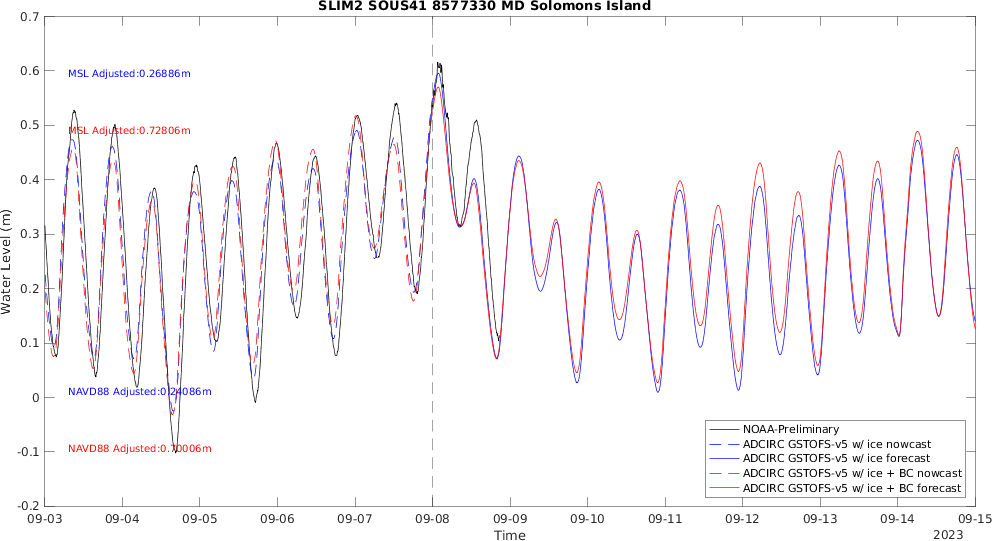 SLIM2 SOUS41 8577330 MD Solomons Island
Water Level (m)
0.7
0.6
0.5
0.4
0.3
0.2
0.1
0
-0.1
-0.2
MSL Adjusted:0.26886m
MSL Adjusted:0.72806m
NAVD88 Adjusted:0.24086m
NAVD88 Adjusted:0.70006m
NOAA-Preliminary
ADCIRC GSTOFS-v5 w/ ice nowcast
ADCIRC GSTOFS-v5 w/ ice forecast
ADCIRC GSTOFS-v5 w/ ice + BC nowcast
ADCIRC GSTOFS-v5 w/ ice + BC forecast
09-03 09-04 09-05 09-06 09-07 09-08 09-09 09-10 09-11 09-12 09-13 09-14 09-15
Time
2023